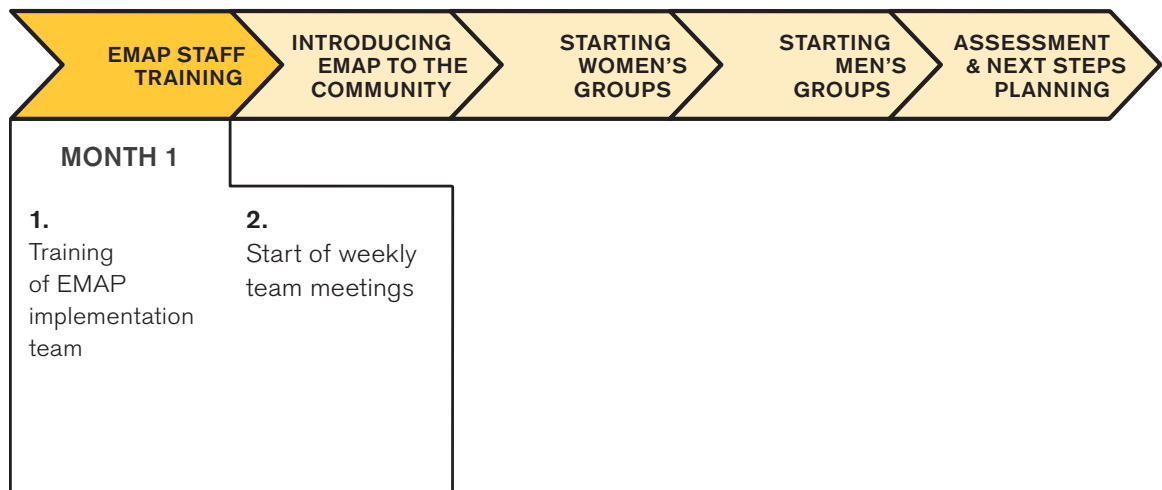 EMAP STAFF
TRAINING
INTRODUCING
EMAP TO THE
COMMUNITY
STARTING
WOMEN'S
GROUPS
STARTING
MEN'S
GROUPS
ASSESSMENT
& NEXT STEPS
PLANNING
MONTH 1
1.
Training
of EMAP
implementation
team
2.
Start of weekly
team meetings